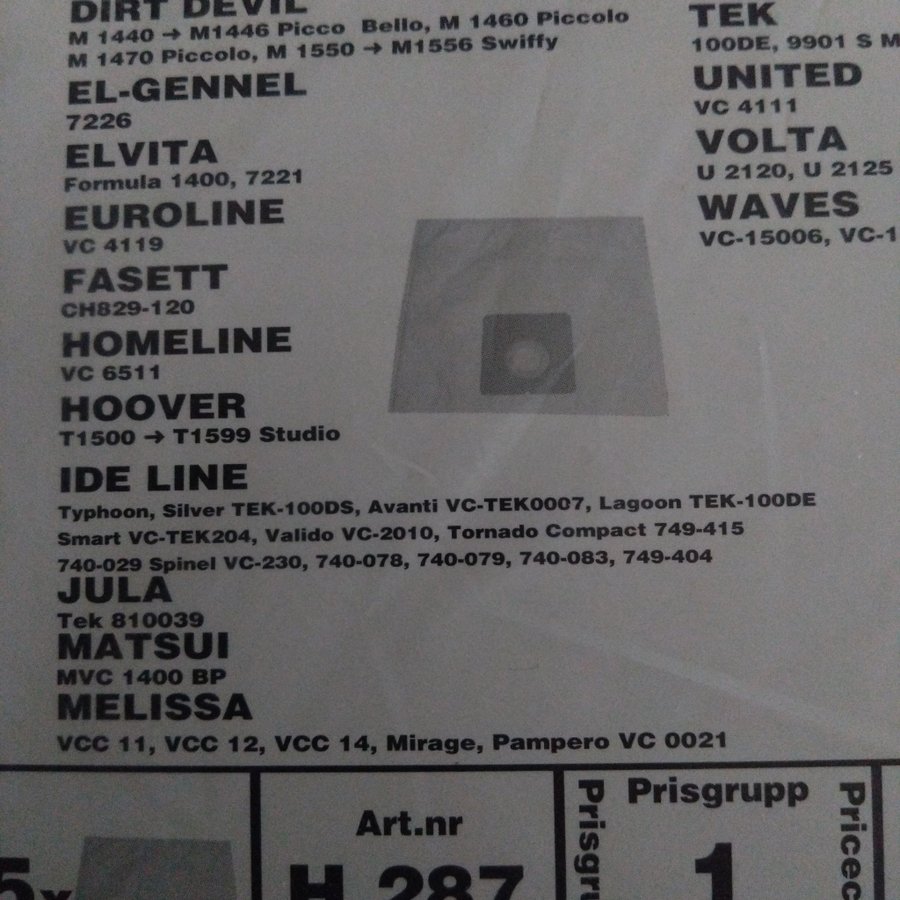 DIRT DEVIL
M 1440 → M1446 Picco Bello, M 1460 Piccolo
M 1470 Piccolo, M 1550 → M1556 Swiffy
EL-GENNEL
7226
ELVITA
Formula 1400, 7221
EUROLINE
VC 4119
FASETT
CH829-120
HOMELINE
VC 6511
HOOVER
T1500 → T1599 Studio
IDE LINE
Typhoon, Silver TEK-100DS, Avanti VC-TEK0007, Lagoon TEK-100DE
Smart VC-TEK204, Valido VC-2010, Tornado Compact 749-415
740-029 Spinel VC-230, 740-078, 740-079, 740-083, 749-404
JULA
Tek 810039
MATSUI
MVC 1400 BP
MELISSA
VCC 11, VCC 12, VCC 14, Mirage, Pampero VC 0021
TEK
100DE, 9901 S M
UNITED
VC 4111
VOLTA
U 2120, U 2125
WAVES
VC-15006, VC-1
5x
Art.nr
H 287
Prisgru
Prisgrupp
1
Pricec